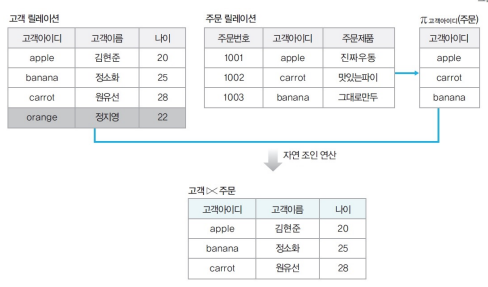 고객 릴레이션
고객아이디 고객이름 나이
apple 김현준 20
banana 정소화 25
carrot 원유선 28
orange 정지영 22
주문 릴레이션
주문번호 고객아이디 주문제품
1001 apple 진짜우동
1002 carrot 맛있는파이
1003 banana 그대로만두
π 고객아이디(주문)
고객아이디
apple
carrot
banana
자연 조인 연산
고객 ⋉ 주문
고객아이디 고객이름 나이
apple 김현준 20
banana 정소화 25
carrot 원유선 28